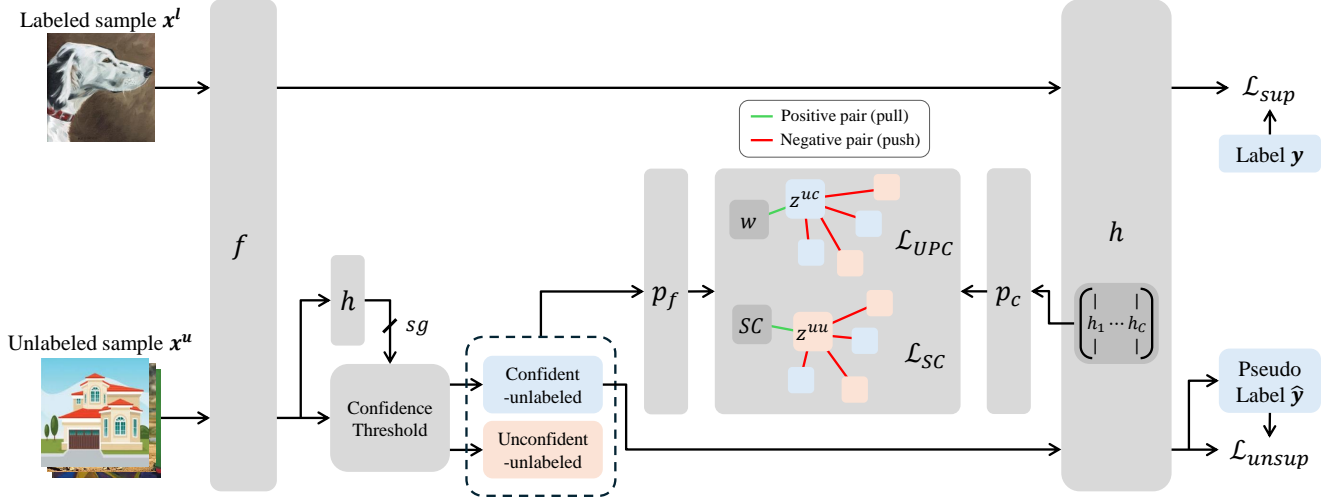 Labeled sample x^l
f
h
L_sup
Label y
Positive pair (pull)
Negative pair (push)
p_f
w
z^uc
L_UPC
SC
z^uu
L_SC
p_c
h_1 ⋯ h_C
h
sg
Unlabeled sample x^u
Confidence
Threshold
Confident
-unlabeled
Unconfident
-unlabeled
Pseudo
Label ŷ
L_unsup